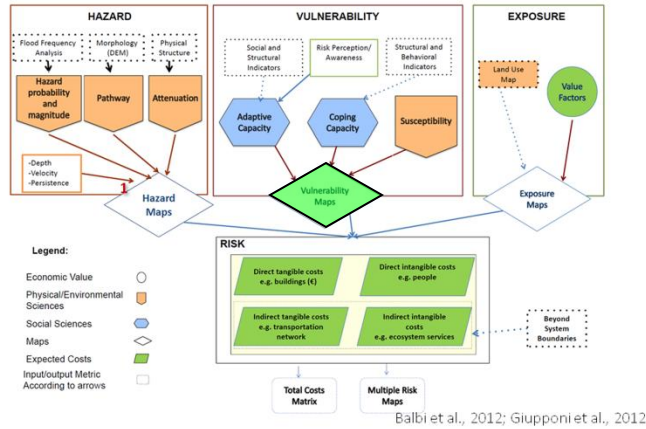 HAZARD
Flood Frequency
Analysis
Morphology
(DEM)
Physical
Structure
Hazard
probability
and
magnitude
Pathway
Attenuation
-Depth
-Velocity
-Persistence
1
Hazard
Maps
VULNERABILITY
Social and
Structural
Indicators
Risk Perception/
Awareness
Structural and
Behavioral
Indicators
Adaptive
Capacity
Coping
Capacity
Susceptibility
Vulnerability
Maps
EXPOSURE
Land Use
Map
Value
Factors
Exposure
Maps
RISK
Direct tangible costs
e.g. buildings (€)
Direct intangible costs
e.g. people
Indirect tangible costs
e.g. transportation
network
Indirect intangible
costs
e.g. ecosystem services
Beyond
System
Boundaries
Total Costs
Matrix
Multiple Risk
Maps
Legend:
Economic Value
Physical/Environmental
Sciences
Social Sciences
Maps
Expected Costs
Input/output Metric
According to arrows
Balbi et al., 2012; Giupponi et al., 2012